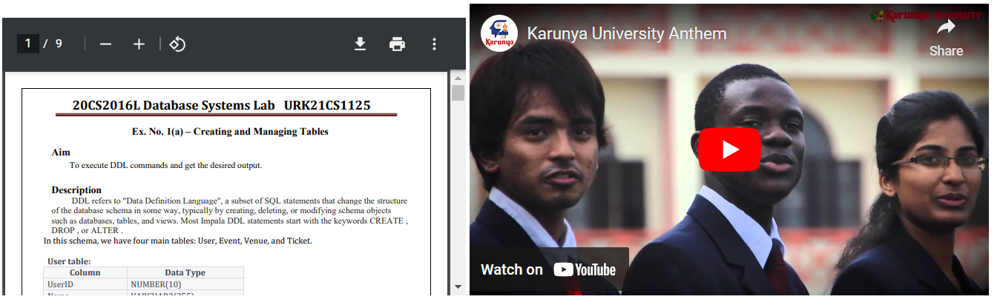 1 / 9
20CS2016L Database Systems Lab URK21CS1125
Ex. No. 1(a) – Creating and Managing Tables
Aim
To execute DDL commands and get the desired output.
Description
DDL refers to "Data Definition Language", a subset of SQL statements that change the structure
of the database schema in some way, typically by creating, deleting, or modifying schema objects
such as databases, tables, and views. Most Impala DDL statements start with the keywords CREATE ,
DROP , or ALTER .
In this schema, we have four main tables: User, Event, Venue, and Ticket.
User table:
Column Data Type
UserID NUMBER(10)
Name VARCHAR2(255)
Karunya UNIVERSITY
Karunya
Karunya University Anthem
Share
Watch on YouTube